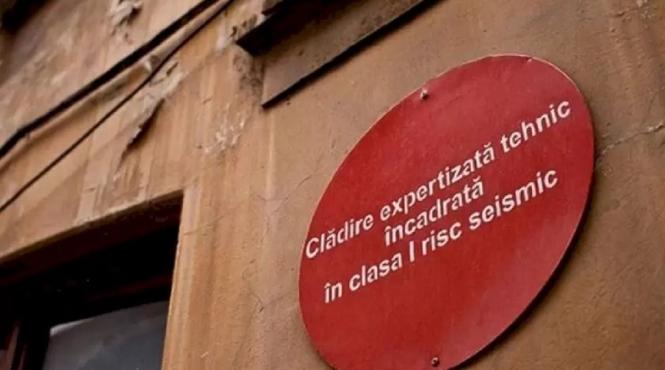 Clădire expertizată tehnic
încadrată
în clasa I risc seismic